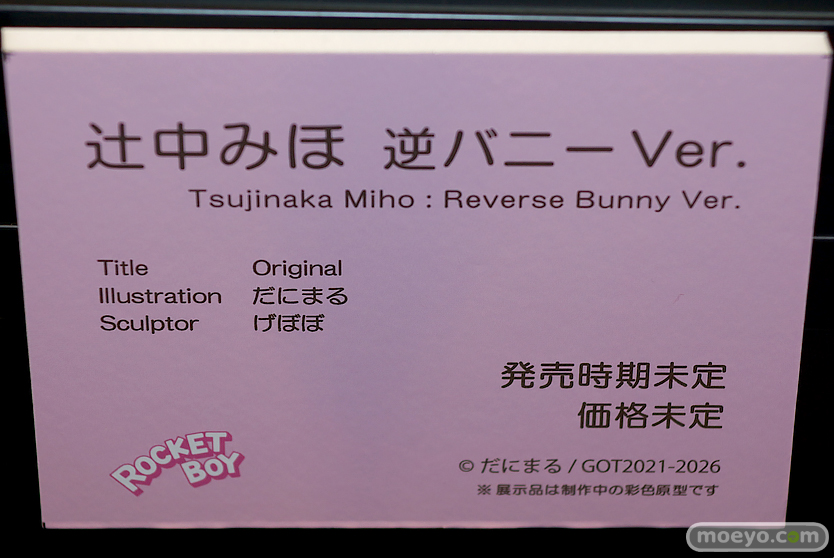 辻中みほ 逆バニーVer.
Tsujinaka Miho : Reverse Bunny Ver.
Title Original
Illustration だにまる
Sculptor げぼぼ
発売時期未定
価格未定
ROCKET
BOY
© だにまる / GOT2021-2026
※ 展示品は制作中の彩色原型です
moeyo.com